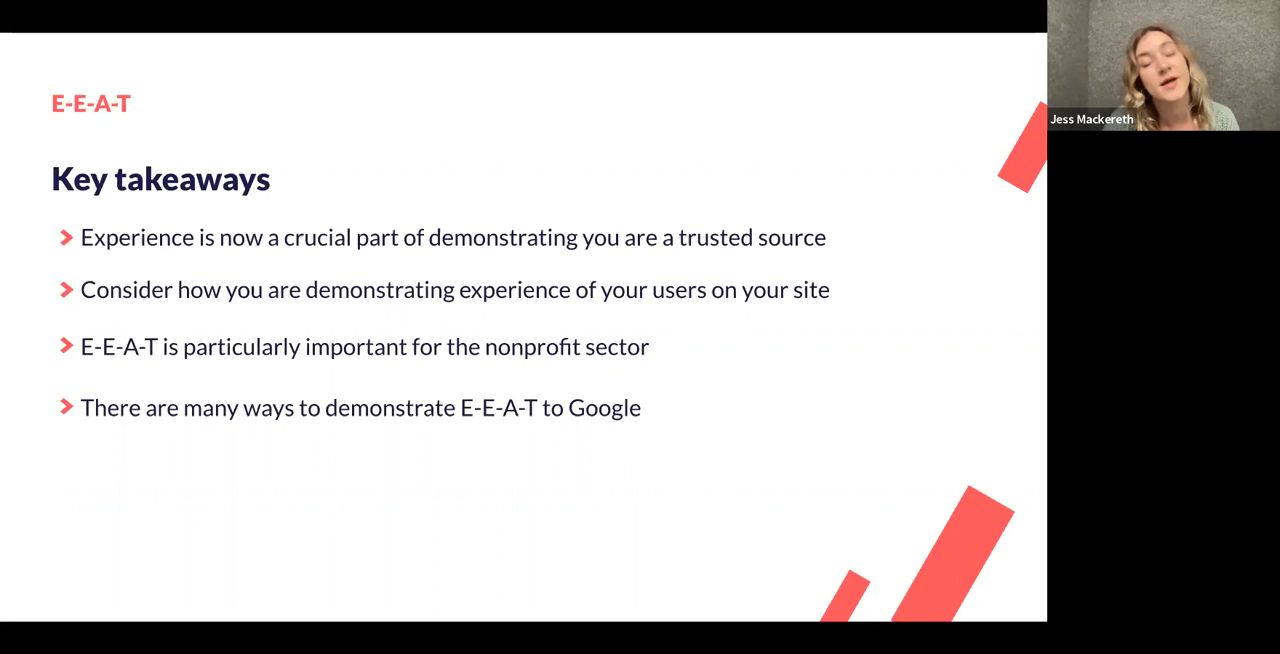 E-E-A-T
Key takeaways
Experience is now a crucial part of demonstrating you are a trusted source
Consider how you are demonstrating experience of your users on your site
E-E-A-T is particularly important for the nonprofit sector
There are many ways to demonstrate E-E-A-T to Google
Jess Mackereth